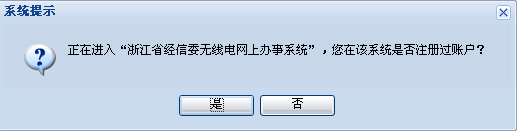 系统提示
正在进入“浙江省经信委无线电网上办事系统”，您在该系统是否注册过账户？
是
否